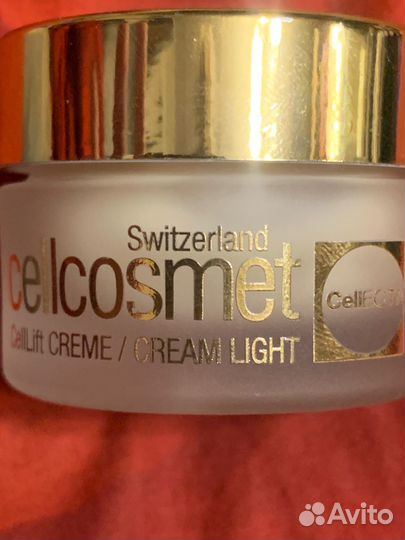 Switzerland
cellcosmet
CellLift CREME / CREAM LIGHT
Avito